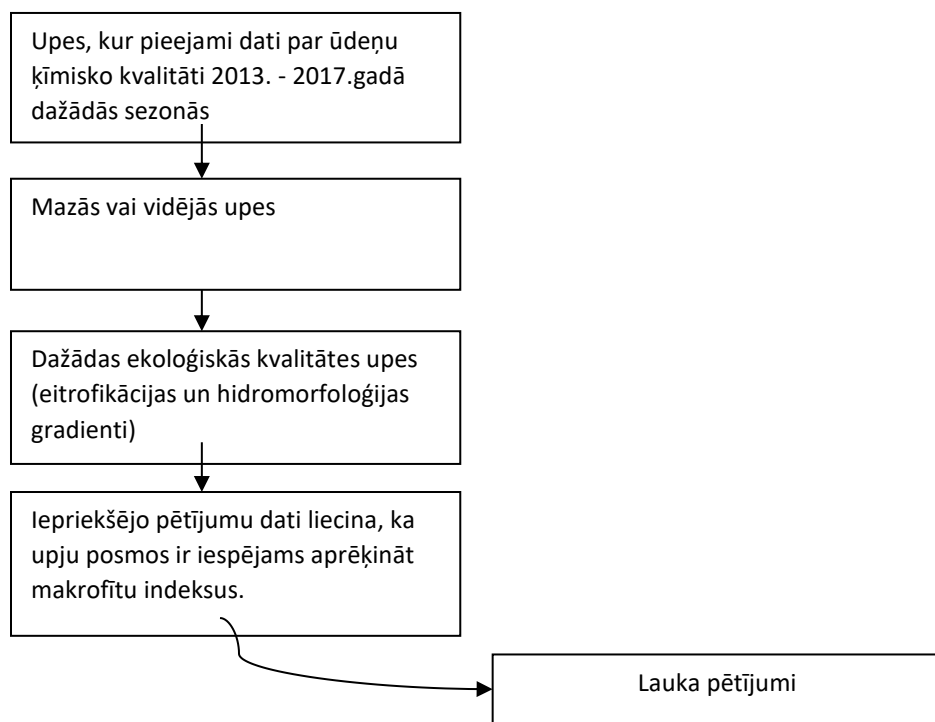 Upes, kur pieejami dati par ūdeņu
ķīmisko kvalitāti 2013. - 2017.gadā
dažādās sezonās
Mazās vai vidējās upes
Dažādas ekoloģiskās kvalitātes upes
(eitrofikācijas un hidromorfoloģijas
gradienti)
Iepriekšējo pētījumu dati liecina, ka
upju posmos ir iespējams aprēķināt
makrofītu indeksus.
Lauka pētījumi